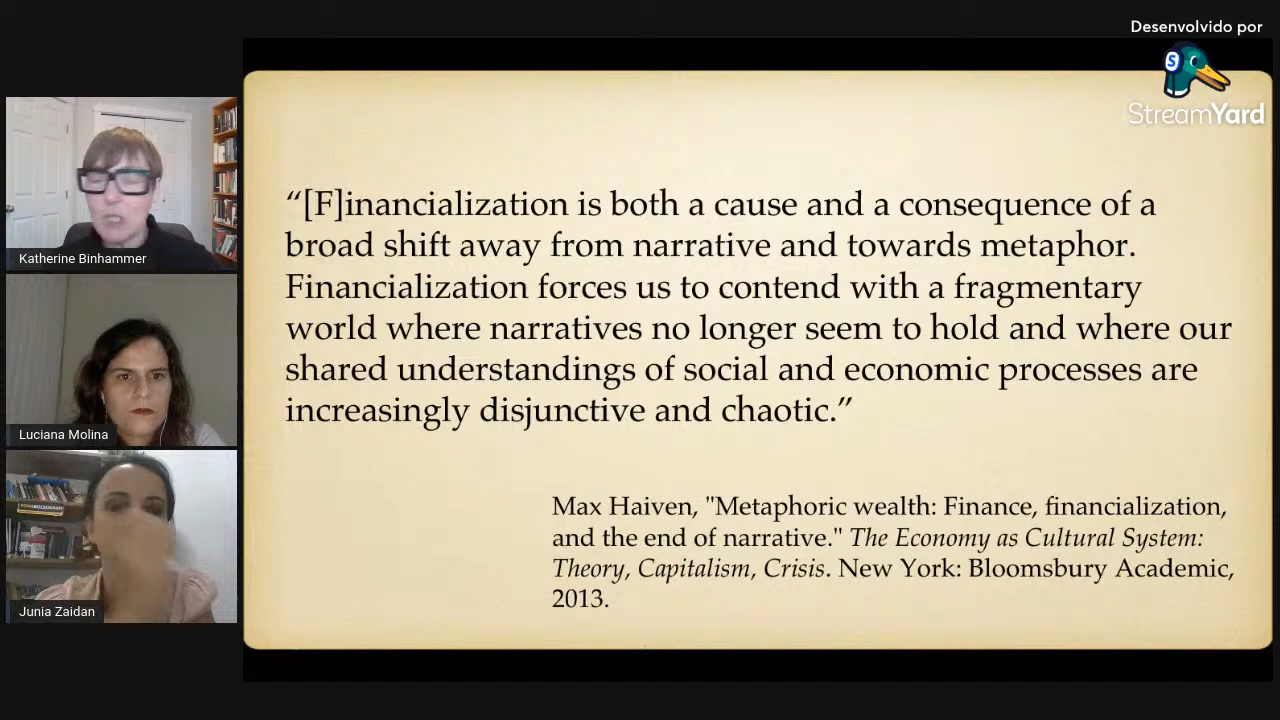 Desenvolvido por
StreamYard
“[F]inancialization is both a cause and a consequence of a
broad shift away from narrative and towards metaphor.
Financialization forces us to contend with a fragmentary
world where narratives no longer seem to hold and where our
shared understandings of social and economic processes are
increasingly disjunctive and chaotic.”
Max Haiven, "Metaphoric wealth: Finance, financialization,
and the end of narrative." The Economy as Cultural System:
Theory, Capitalism, Crisis. New York: Bloomsbury Academic,
2013.
Katherine Binhammer
Luciana Molina
Junia Zaidan